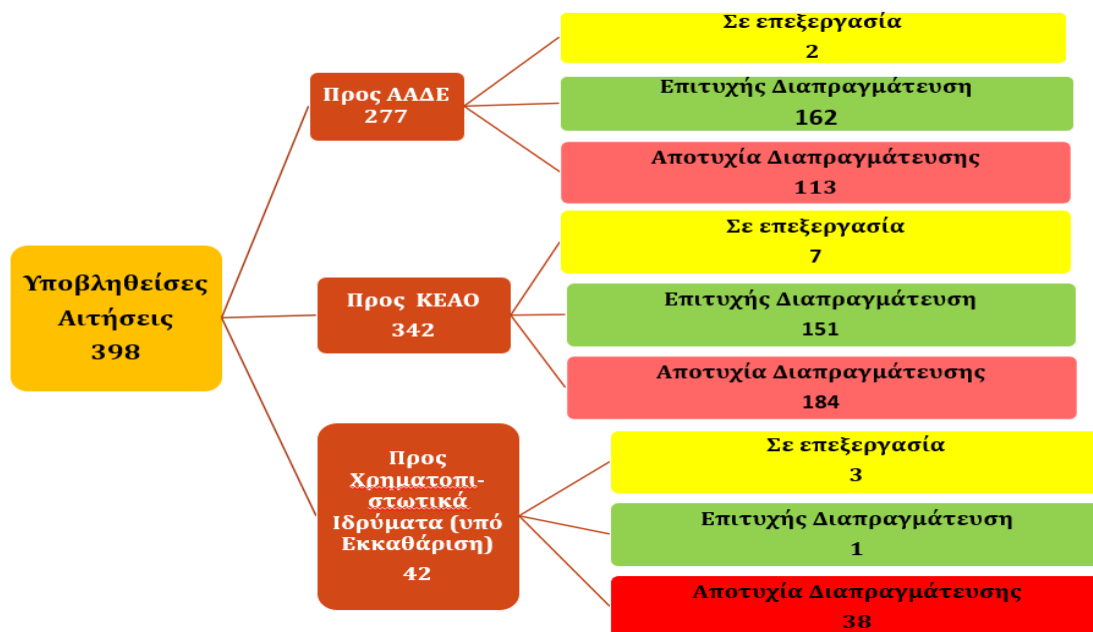 Υποβληθείσες
Αιτήσεις
398
Προς ΑΑΔΕ
277
Σε επεξεργασία
2
Επιτυχής Διαπραγμάτευση
162
Αποτυχία Διαπραγμάτευσης
113
Προς ΚΕΑΟ
342
Σε επεξεργασία
7
Επιτυχής Διαπραγμάτευση
151
Αποτυχία Διαπραγμάτευσης
184
Προς
Χρηματοπι-
στωτικά
Ιδρύματα (υπό
Εκκαθάριση)
42
Σε επεξεργασία
3
Επιτυχής Διαπραγμάτευση
1
Αποτυχία Διαπραγμάτευσης
38